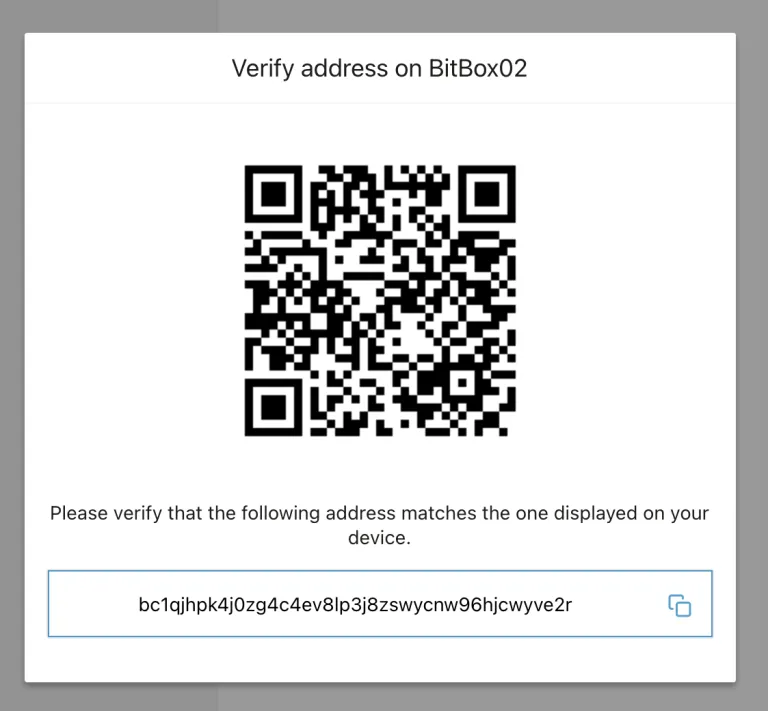 Verify address on BitBox02
Please verify that the following address matches the one displayed on your
device.
bc1qjhpk4j0zg4c4ev8lp3j8zswycnw96hjcwyve2r